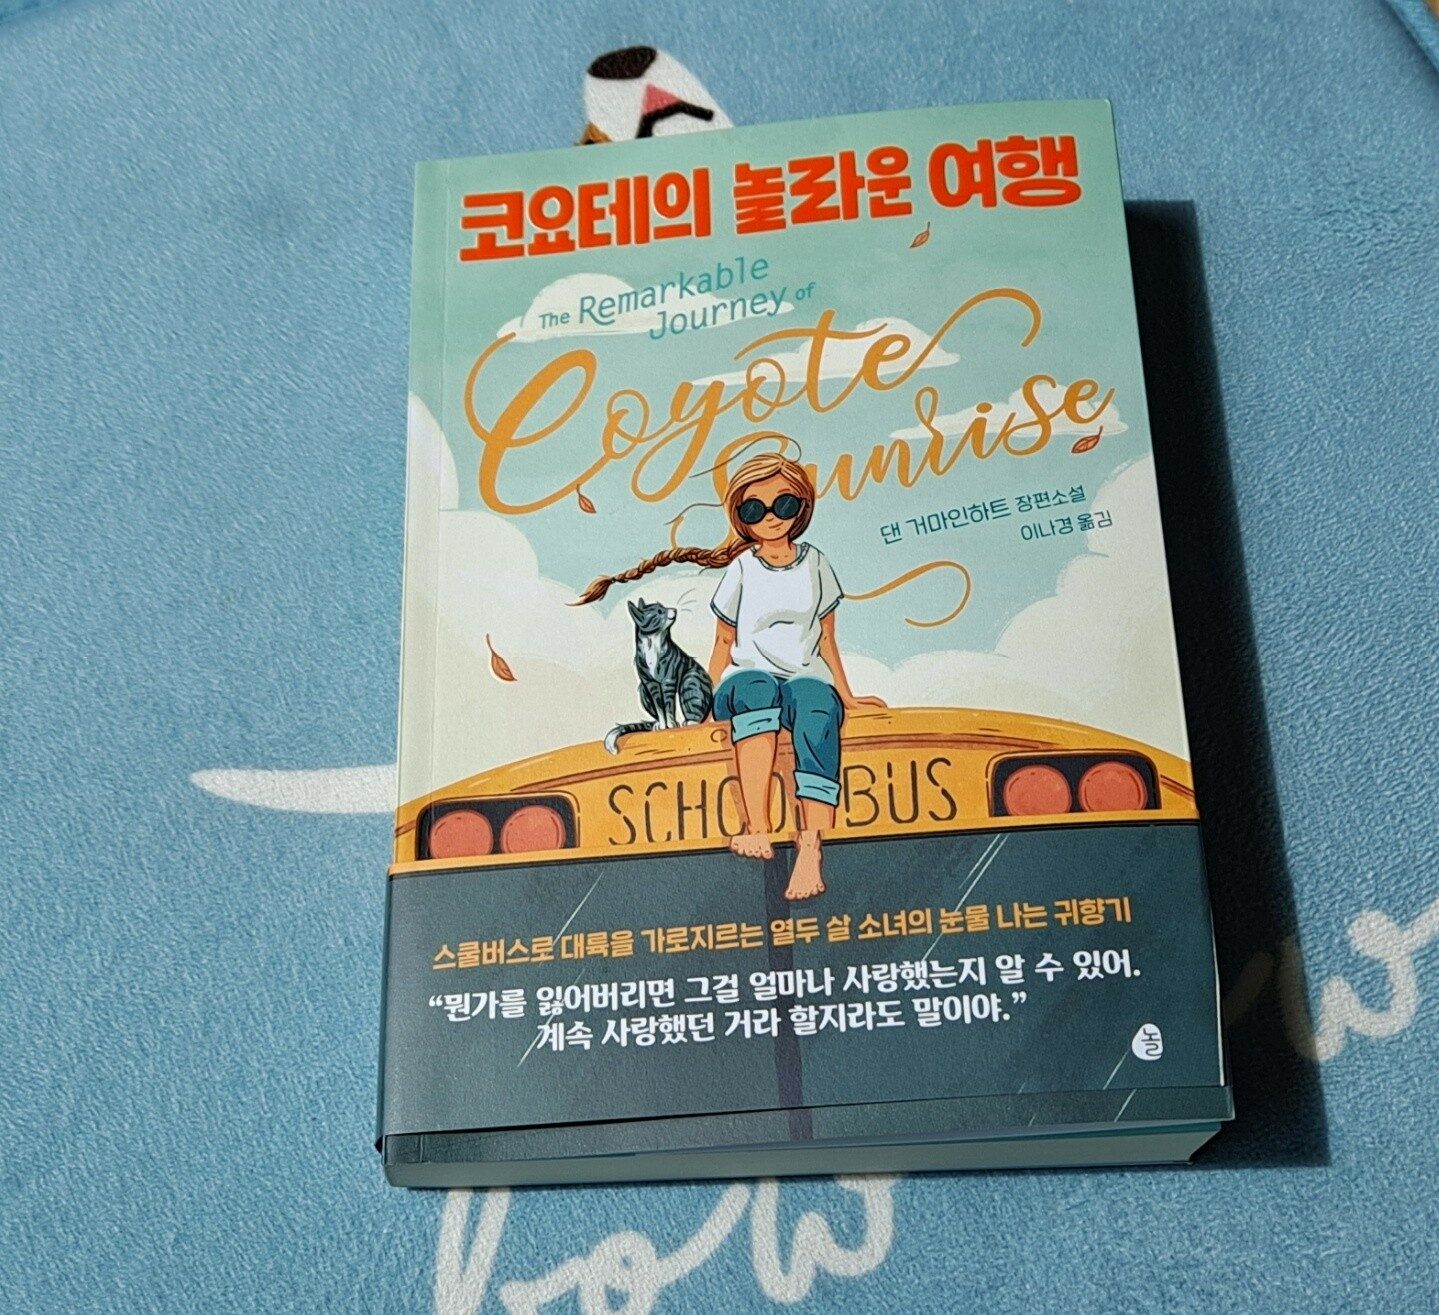 코요테의 놀라운 여행
The Remarkable
Journey of
Coyote
Sunrise
댄 거마인하트 장편소설
이나경 옮김
SCHOOL BUS
스쿨버스로 대륙을 가로지르는 열두 살 소녀의 눈물 나는 귀향기
“뭔가를 잃어버리면 그걸 얼마나 사랑했는지 알 수 있어.
계속 사랑했던 거라 할지라도 말이야.”
놀